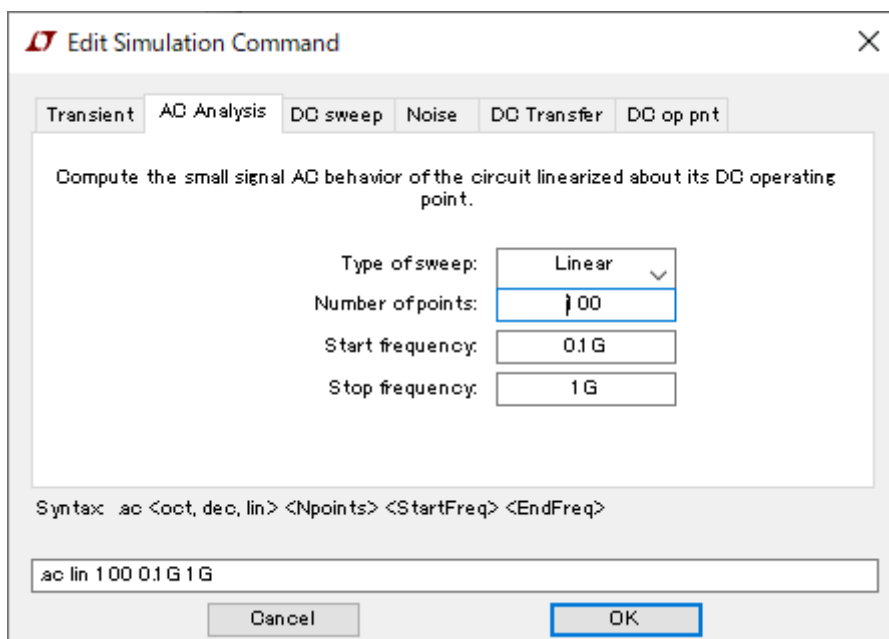 Edit Simulation Command
Transient AC Analysis DC sweep Noise DC Transfer DC op pnt
Compute the small signal AC behavior of the circuit linearized about its DC operating
point.
Type of sweep: Linear
Number of points: 100
Start frequency: 0.1G
Stop frequency: 1G
Syntax: .ac <oct, dec, lin> <Npoints> <StartFreq> <EndFreq>
.ac lin 100 0.1G 1G
Cancel OK